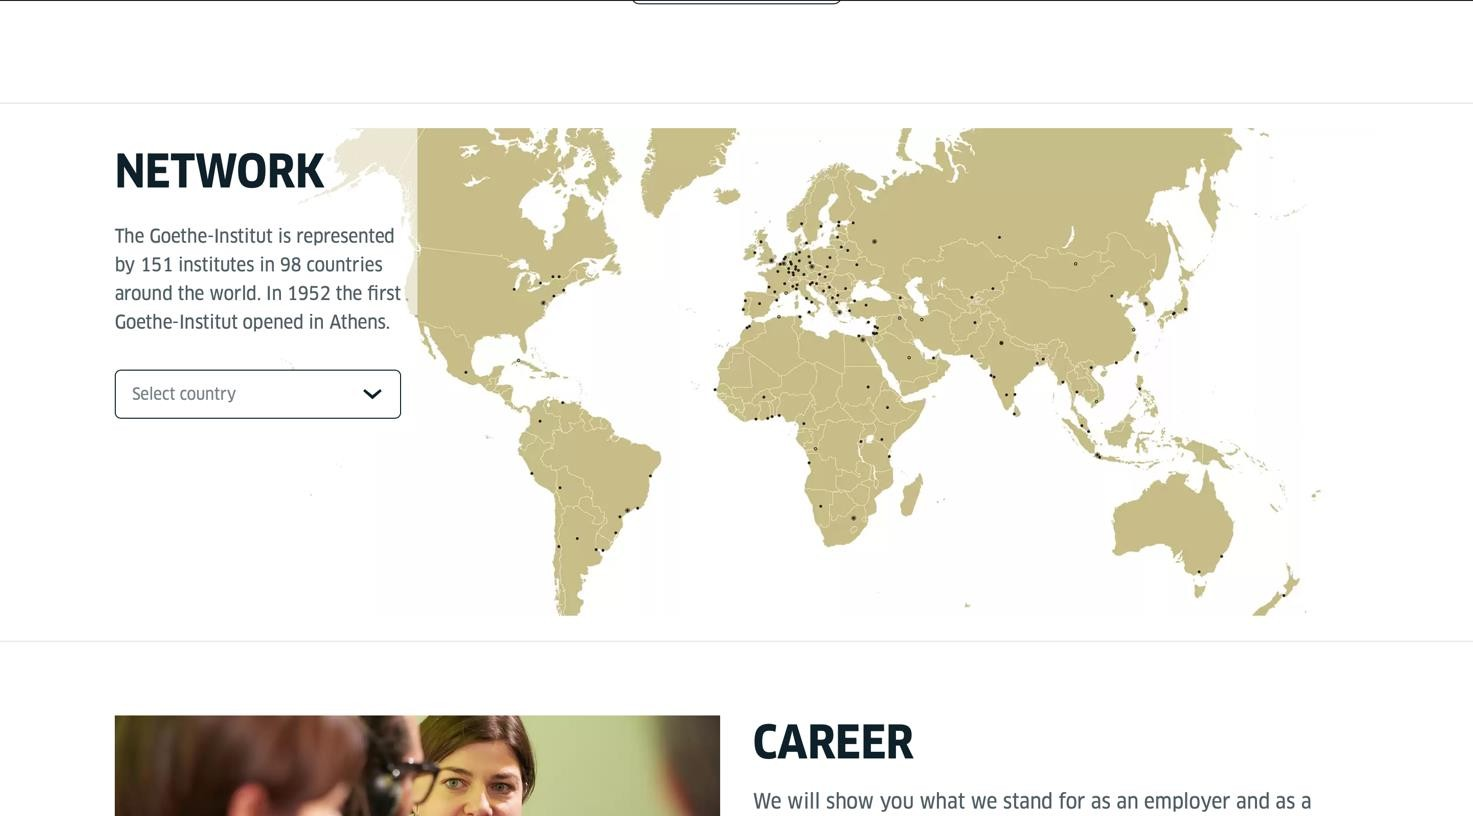 NETWORK
The Goethe-Institut is represented
by 151 institutes in 98 countries
around the world. In 1952 the first
Goethe-Institut opened in Athens.
Select country
CAREER
We will show you what we stand for as an employer and as a